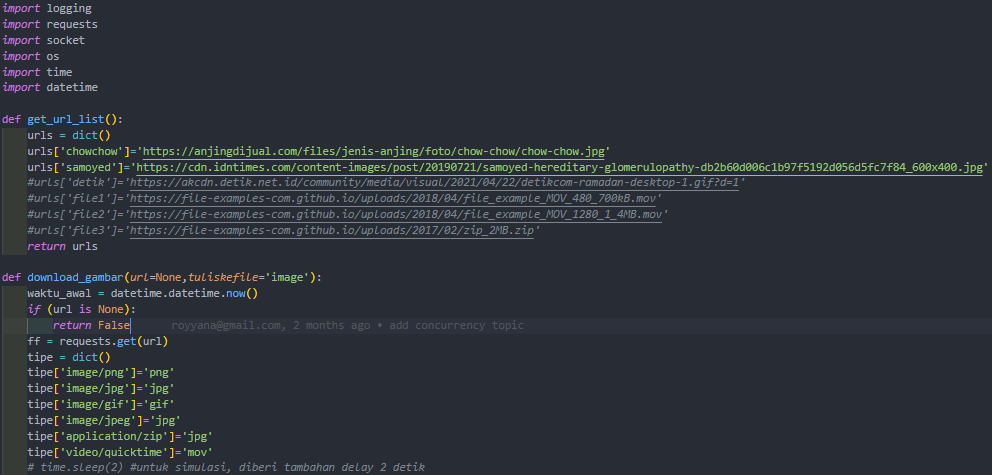 import logging
import requests
import socket
import os
import time
import datetime
def get_url_list():
urls = dict()
urls['chowchow']='https://anjingdijual.com/files/jenis-anjing/foto/chow-chow/chow-chow.jpg'
urls['samoyed']='https://cdn.idntimes.com/content-images/post/20190721/samoyed-hereditary-glomerulopathy-db2b60d006c1b97f5192d056d5fc7f84_600x400.jpg'
#urls['detik']='https://akcdn.detik.net.id/community/media/visual/2021/04/22/detikcom-ramadan-desktop-1.gif?d=1'
#urls['file1']='https://file-examples-com.github.io/uploads/2018/04/file_example_MOV_480_700kB.mov'
#urls['file2']='https://file-examples-com.github.io/uploads/2018/04/file_example_MOV_1280_1_4MB.mov'
#urls['file3']='https://file-examples-com.github.io/uploads/2017/02/zip_2MB.zip'
return urls
def download_gambar(url=None,tuliskefile='image'):
waktu_awal = datetime.datetime.now()
if (url is None):
return False royyana@gmail.com, 2 months ago • add concurrency topic
ff = requests.get(url)
tipe = dict()
tipe['image/png']='png'
tipe['image/jpg']='jpg'
tipe['image/gif']='gif'
tipe['image/jpeg']='jpg'
tipe['application/zip']='jpg'
tipe['video/quicktime']='mov'
# time.sleep(2) #untuk simulasi, diberi tambahan delay 2 detik